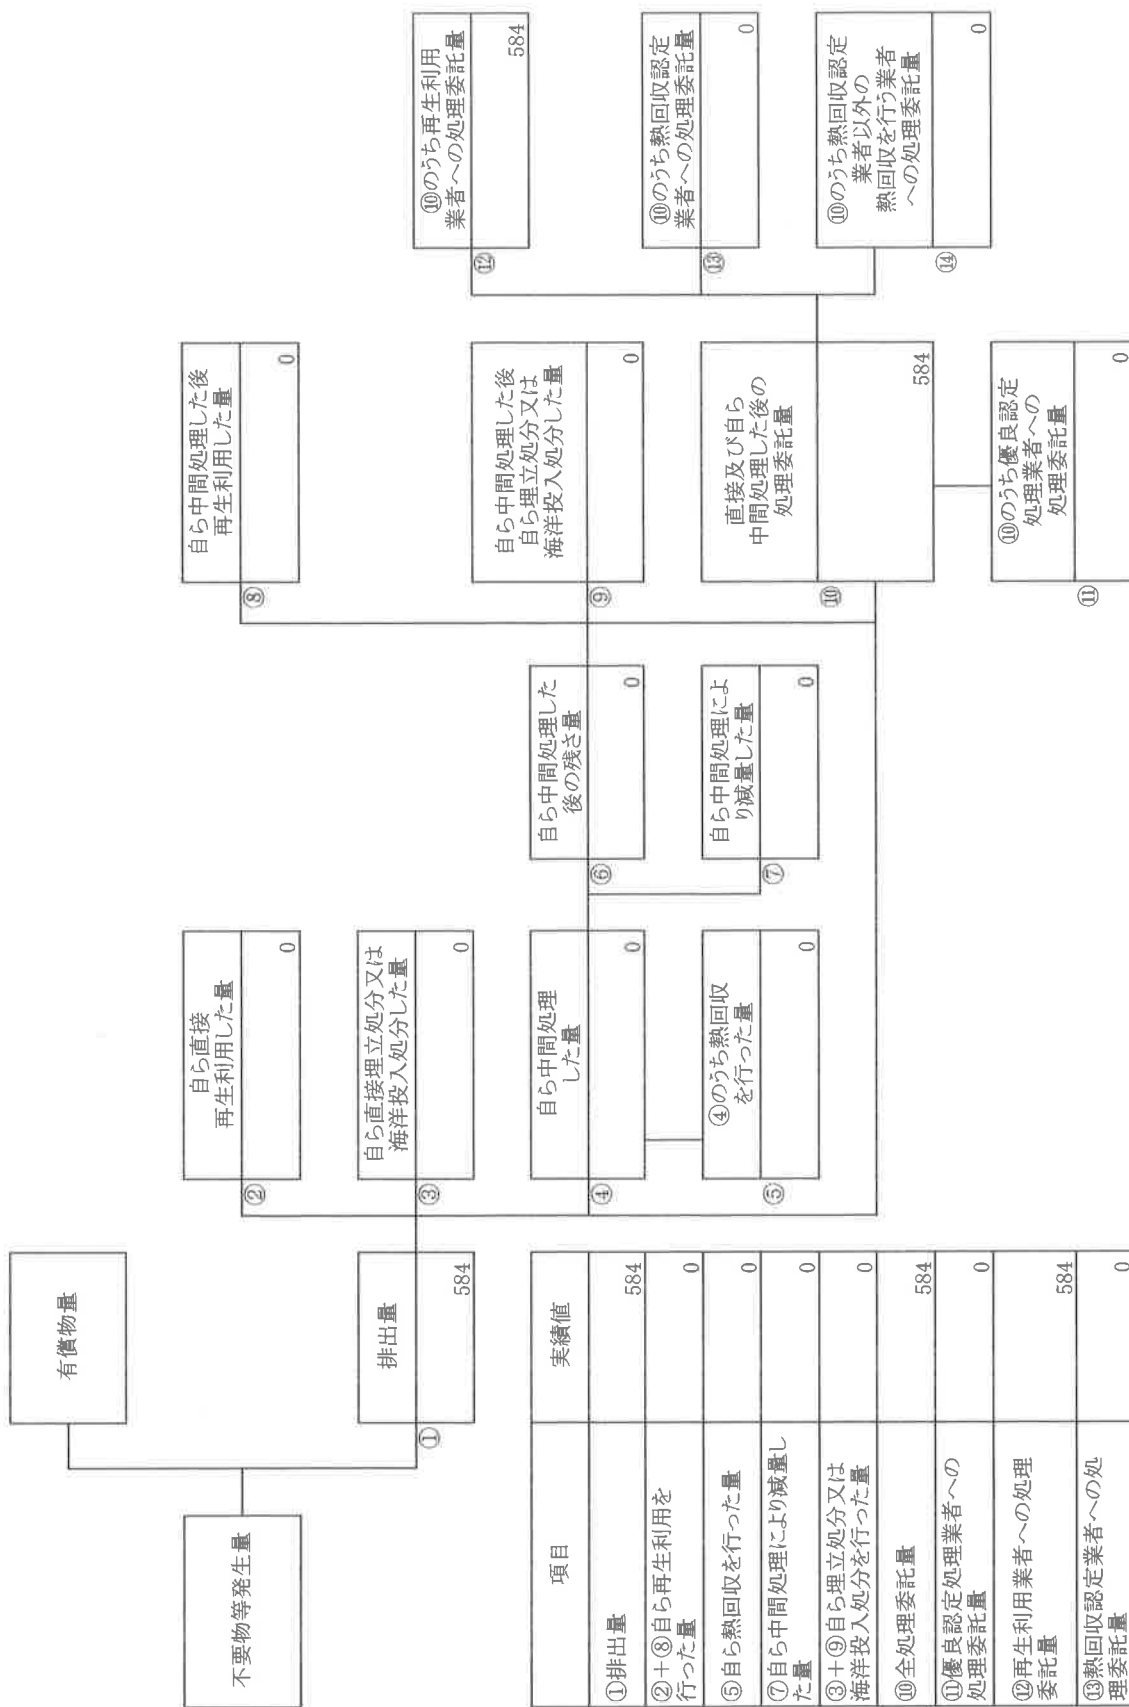 不要物等発生量
有償物量
排出量
①
584
自ら直接
再生利用した量
②
0
自ら直接埋立処分又は
海洋投入処分した量
③
0
自ら中間処理
した量
④
0
④のうち熱回収
を行った量
⑤
0
自ら中間処理した
後の残さ量
⑥
0
自ら中間処理によ
り減量した量
⑦
0
自ら中間処理した後
再生利用した量
⑧
0
自ら中間処理した後
自ら埋立処分又は
海洋投入処分した量
⑨
0
直接及び自ら
中間処理した後の
処理委託量
⑩
584
⑩のうち優良認定
処理業者への
処理委託量
⑪
0
⑩のうち再生利用
業者への処理委託量
⑫
584
⑩のうち熱回収認定
業者への処理委託量
⑬
0
⑩のうち熱回収認定
業者以外の
熱回収を行う業者
への処理委託量
⑭
0
項目 実績値
①排出量 584
②+⑧自ら再生利用を
行った量 0
⑤自ら熱回収を行った量 0
⑦自ら中間処理により減量し
た量 0
③+⑨自ら埋立処分又は
海洋投入処分を行った量 0
⑩全処理委託量 584
⑪優良認定処理業者への
処理委託量 0
⑫再生利用業者への処理
委託量 584
⑬熱回収認定業者への処
理委託量 0